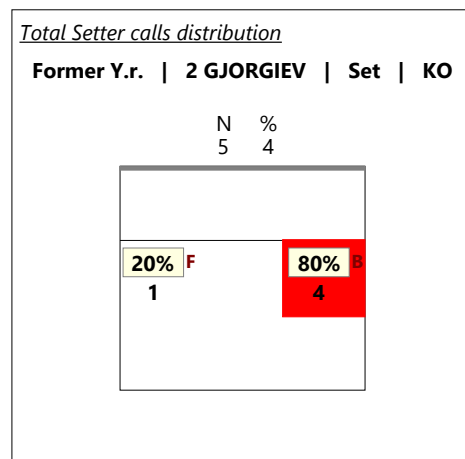 Total Setter calls distribution
Former Y.r. | 2 GJORGIEV | Set | KO
N %
5 4
20% F 80% B
1 4